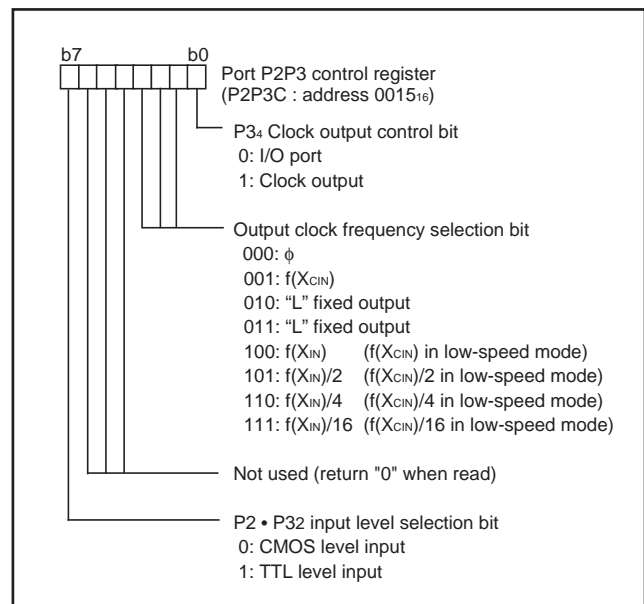 b7 b0
Port P2P3 control register
(P2P3C : address 0015₁₆)
P3₄ Clock output control bit
0: I/O port
1: Clock output
Output clock frequency selection bit
000: ϕ
001: f(XCIN)
010: “L” fixed output
011: “L” fixed output
100: f(XIN) (f(XCIN) in low-speed mode)
101: f(XIN)/2 (f(XCIN)/2 in low-speed mode)
110: f(XIN)/4 (f(XCIN)/4 in low-speed mode)
111: f(XIN)/16 (f(XCIN)/16 in low-speed mode)
Not used (return "0" when read)
P2 • P32 input level selection bit
0: CMOS level input
1: TTL level input